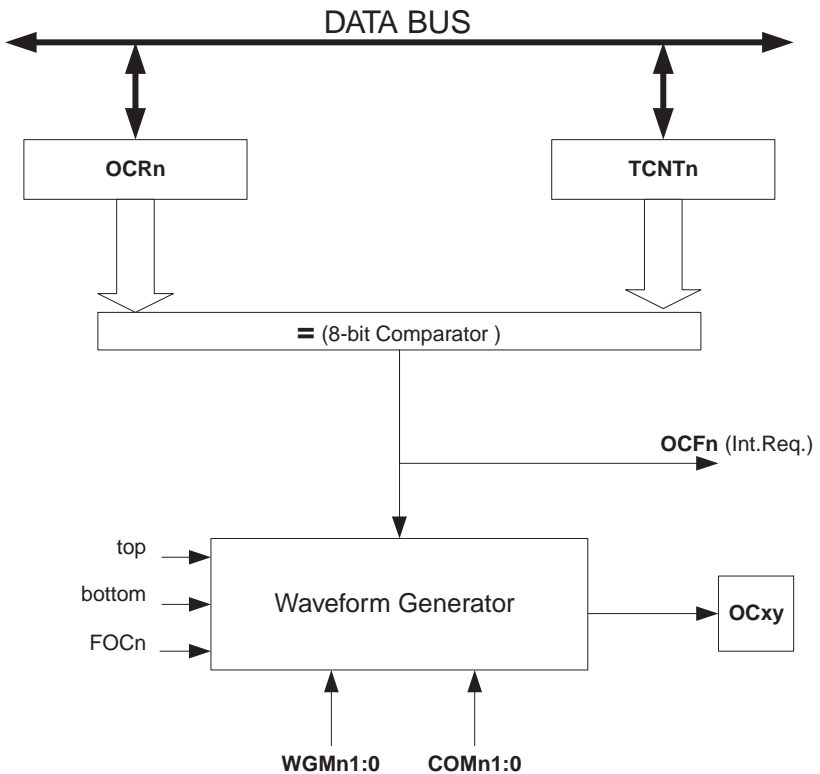 DATA BUS
OCRn
TCNTn
= (8-bit Comparator )
OCFn (Int.Req.)
top
bottom
FOCn
Waveform Generator
OCxy
WGMn1:0
COMn1:0